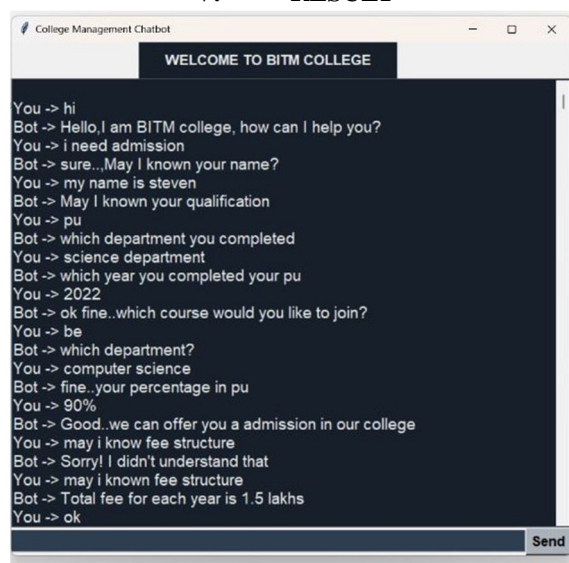 College Management Chatbot
WELCOME TO BITM COLLEGE
You -> hi
Bot -> Hello,I am BITM college, how can I help you?
You -> i need admission
Bot -> sure..,May I known your name?
You -> my name is steven
Bot -> May I known your qualification
You -> pu
Bot -> which department you completed
You -> science department
Bot -> which year you completed your pu
You -> 2022
Bot -> ok fine..which course would you like to join?
You -> be
Bot -> which department?
You -> computer science
Bot -> fine..your percentage in pu
You -> 90%
Bot -> Good..we can offer you a admission in our college
You -> may i know fee structure
Bot -> Sorry! I didn't understand that
You -> may i known fee structure
Bot -> Total fee for each year is 1.5 lakhs
You -> ok
Send